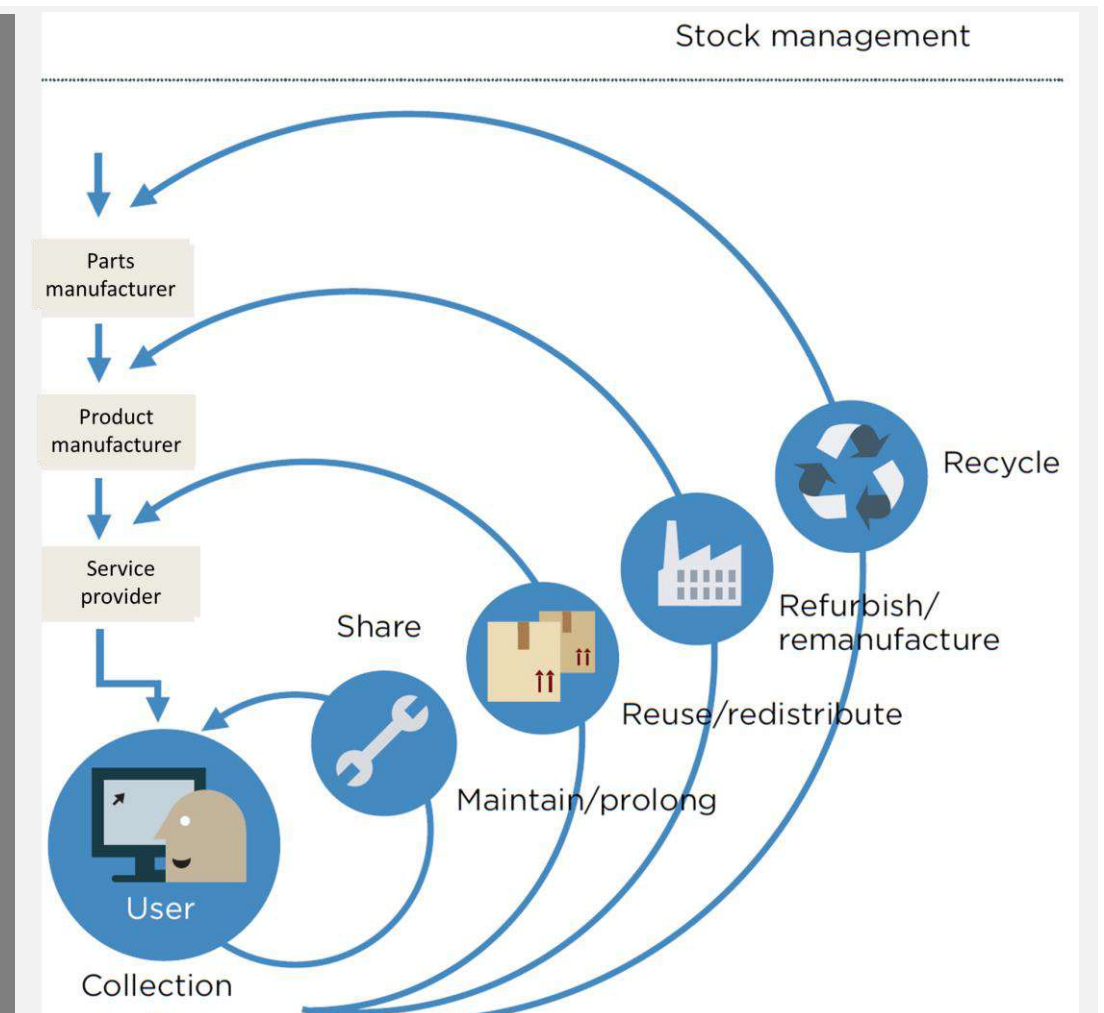 Stock management
Parts
manufacturer
Product
manufacturer
Service
provider
Recycle
Refurbish/
remanufacture
Share
Reuse/redistribute
Maintain/prolong
User
Collection